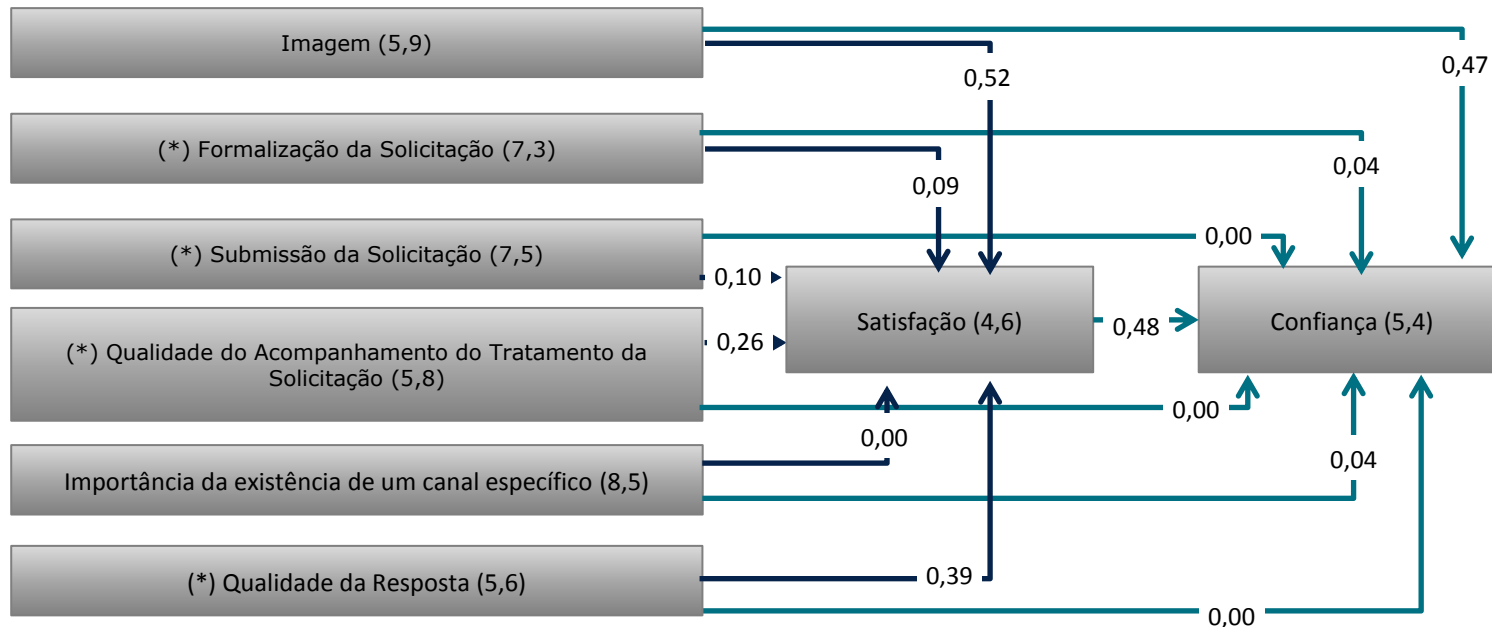 Imagem (5,9)
0,47
0,52
(*) Formalização da Solicitação (7,3)
0,04
0,09
(*) Submissão da Solicitação (7,5)
0,00
0,10
Satisfação (4,6)
0,48
Confiança (5,4)
(*) Qualidade do Acompanhamento do Tratamento da
Solicitação (5,8)
0,26
0,00
0,00
Importância da existência de um canal específico (8,5)
0,04
(*) Qualidade da Resposta (5,6)
0,39
0,00